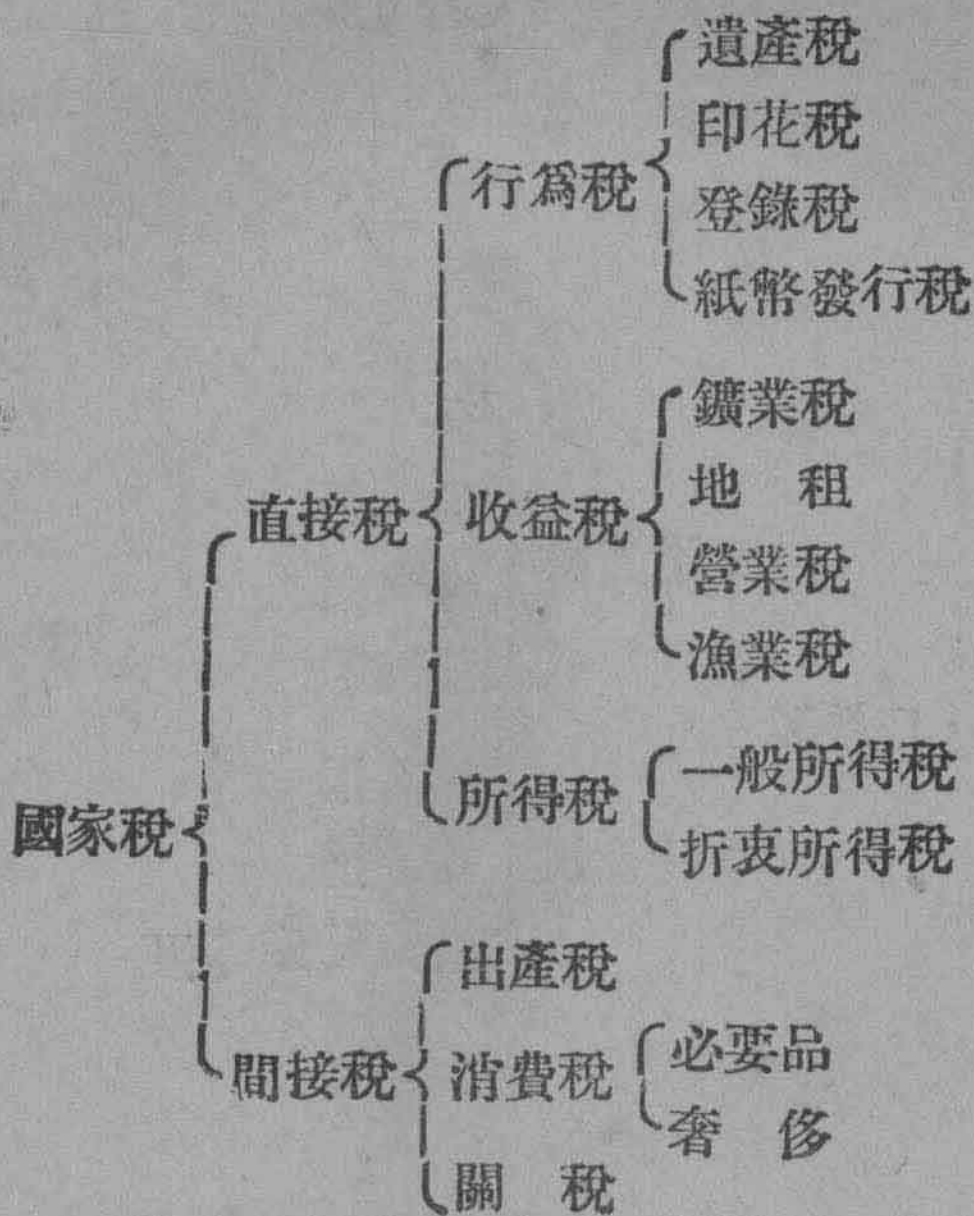 國家稅
直接稅
行爲稅
遺產稅
印花稅
登錄稅
紙幣發行稅
收益稅
鑛業稅
地 租
營業稅
漁業稅
所得稅
一般所得稅
折衷所得稅
間接稅
出產稅
消費稅
必要品
奢 侈
關 稅